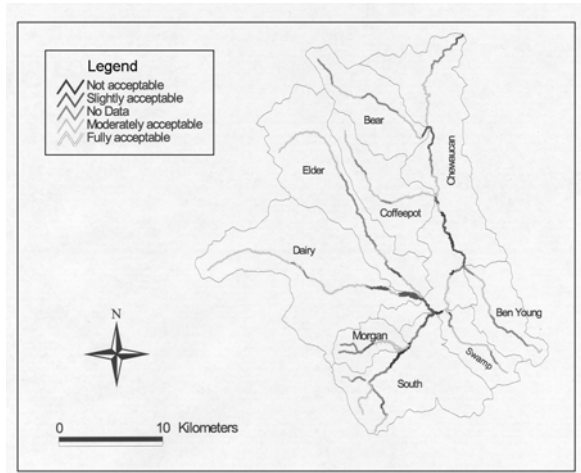 Legend
Not acceptable
Slightly acceptable
No Data
Moderately acceptable
Fully acceptable
Bear
Chewaucan
Elder
Coffeepot
Dairy
Ben Young
N
Morgan
Swamp
South
0 10 Kilometers